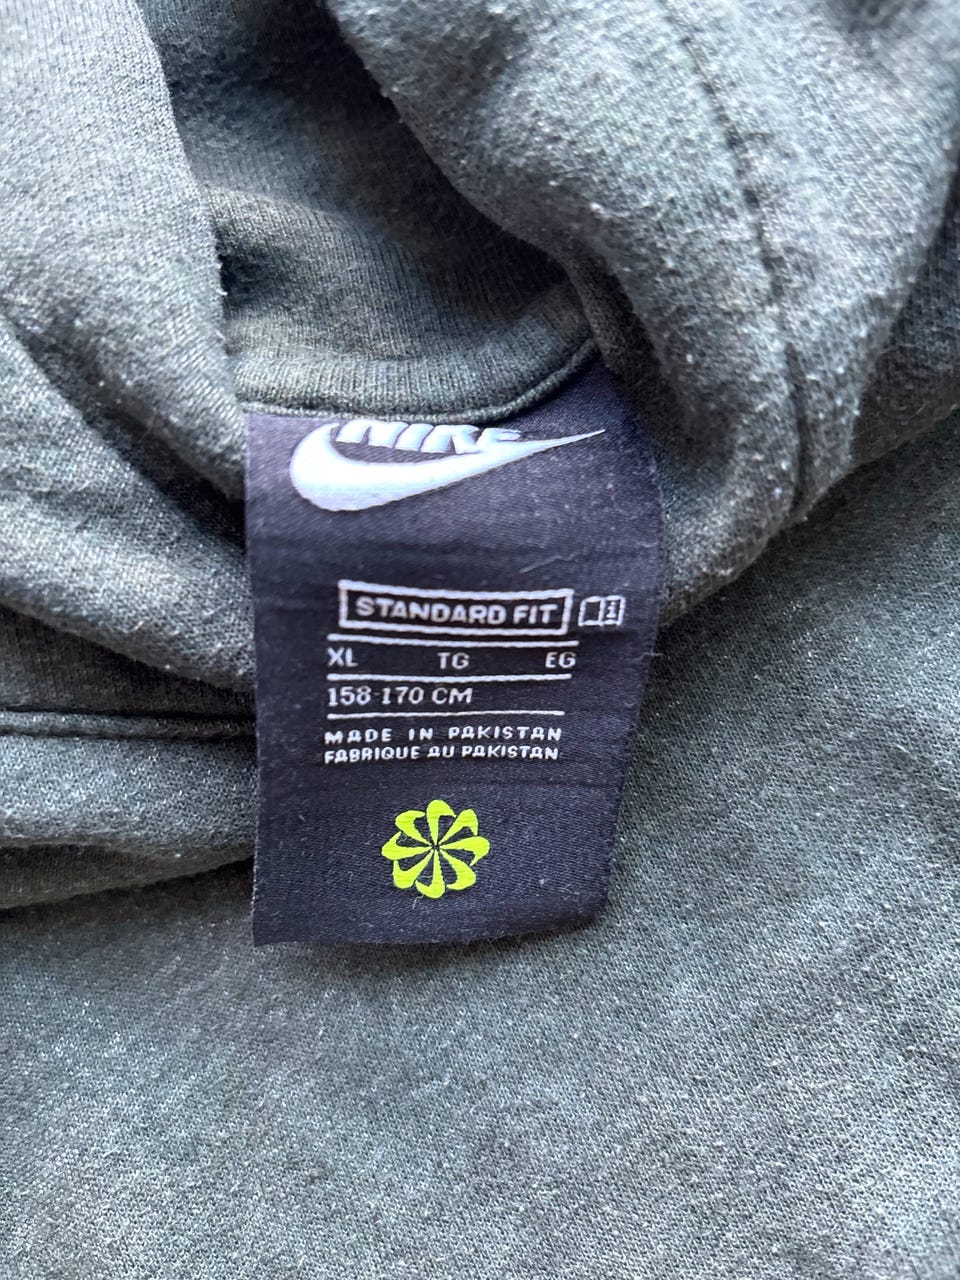 NIKE
STANDARD FIT
XL TG EG
158-170 CM
MADE IN PAKISTAN
FABRIQUE AU PAKISTAN